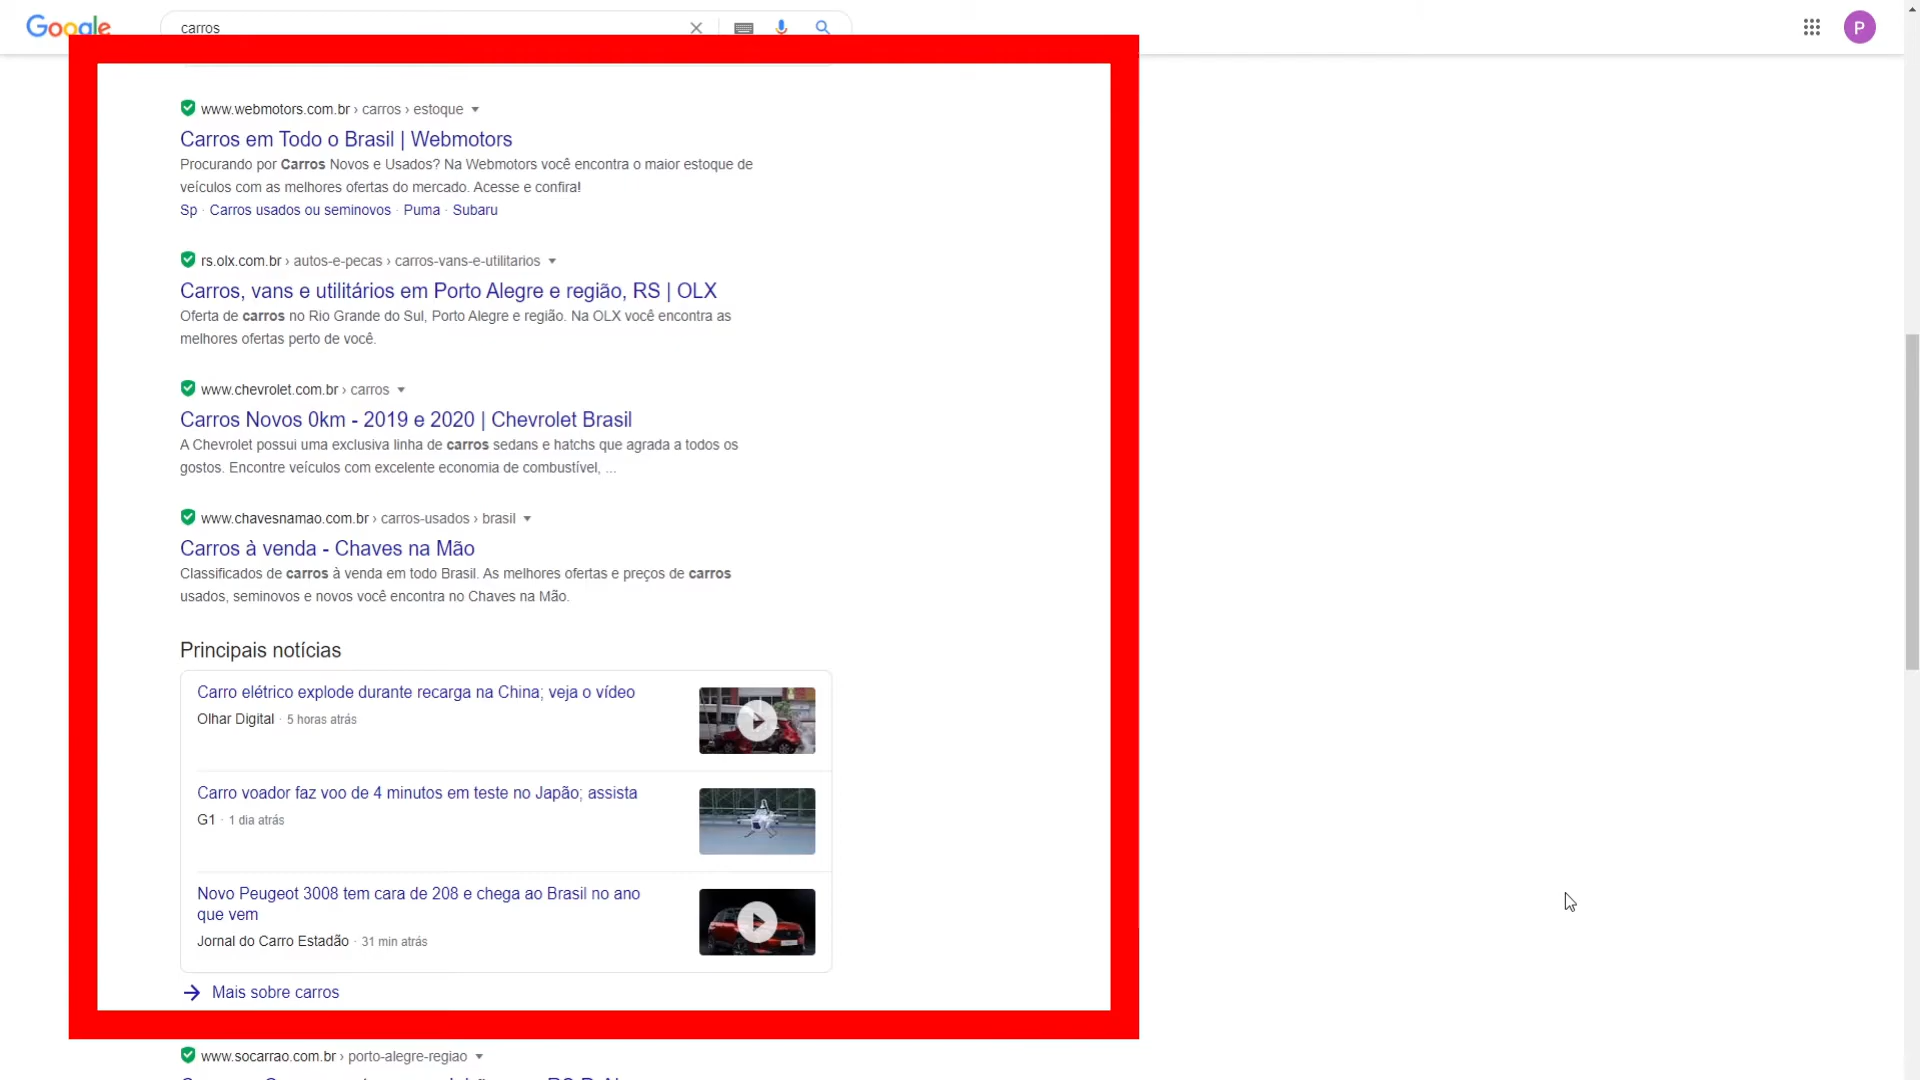 Google
carros
P
www.webmotors.com.br › carros › estoque
Carros em Todo o Brasil | Webmotors
Procurando por Carros Novos e Usados? Na Webmotors você encontra o maior estoque de
veículos com as melhores ofertas do mercado. Acesse e confira!
Sp · Carros usados ou seminovos · Puma · Subaru
rs.olx.com.br › autos-e-pecas › carros-vans-e-utilitarios
Carros, vans e utilitários em Porto Alegre e região, RS | OLX
Oferta de carros no Rio Grande do Sul, Porto Alegre e região. Na OLX você encontra as
melhores ofertas perto de você.
www.chevrolet.com.br › carros
Carros Novos 0km - 2019 e 2020 | Chevrolet Brasil
A Chevrolet possui uma exclusiva linha de carros sedans e hatchs que agrada a todos os
gostos. Encontre veículos com excelente economia de combustível, ...
www.chavesnamao.com.br › carros-usados › brasil
Carros à venda - Chaves na Mão
Classificados de carros à venda em todo Brasil. As melhores ofertas e preços de carros
usados, seminovos e novos você encontra no Chaves na Mão.
Principais notícias
Carro elétrico explode durante recarga na China; veja o vídeo
Olhar Digital · 5 horas atrás
Carro voador faz voo de 4 minutos em teste no Japão; assista
G1 · 1 dia atrás
Novo Peugeot 3008 tem cara de 208 e chega ao Brasil no ano
que vem
Jornal do Carro Estadão · 31 min atrás
Mais sobre carros
www.socarrao.com.br › porto-alegre-regiao